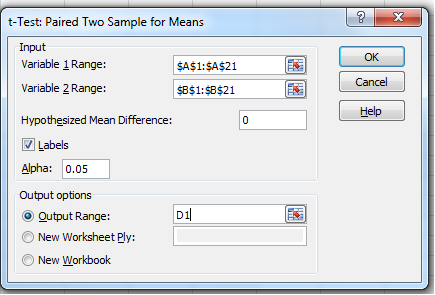 t-Test: Paired Two Sample for Means
Input
Variable 1 Range: $A$1:$A$21
Variable 2 Range: $B$1:$B$21
Hypothesized Mean Difference: 0
Labels
Alpha: 0.05
OK
Cancel
Help
Output options
Output Range: D1
New Worksheet Ply:
New Workbook